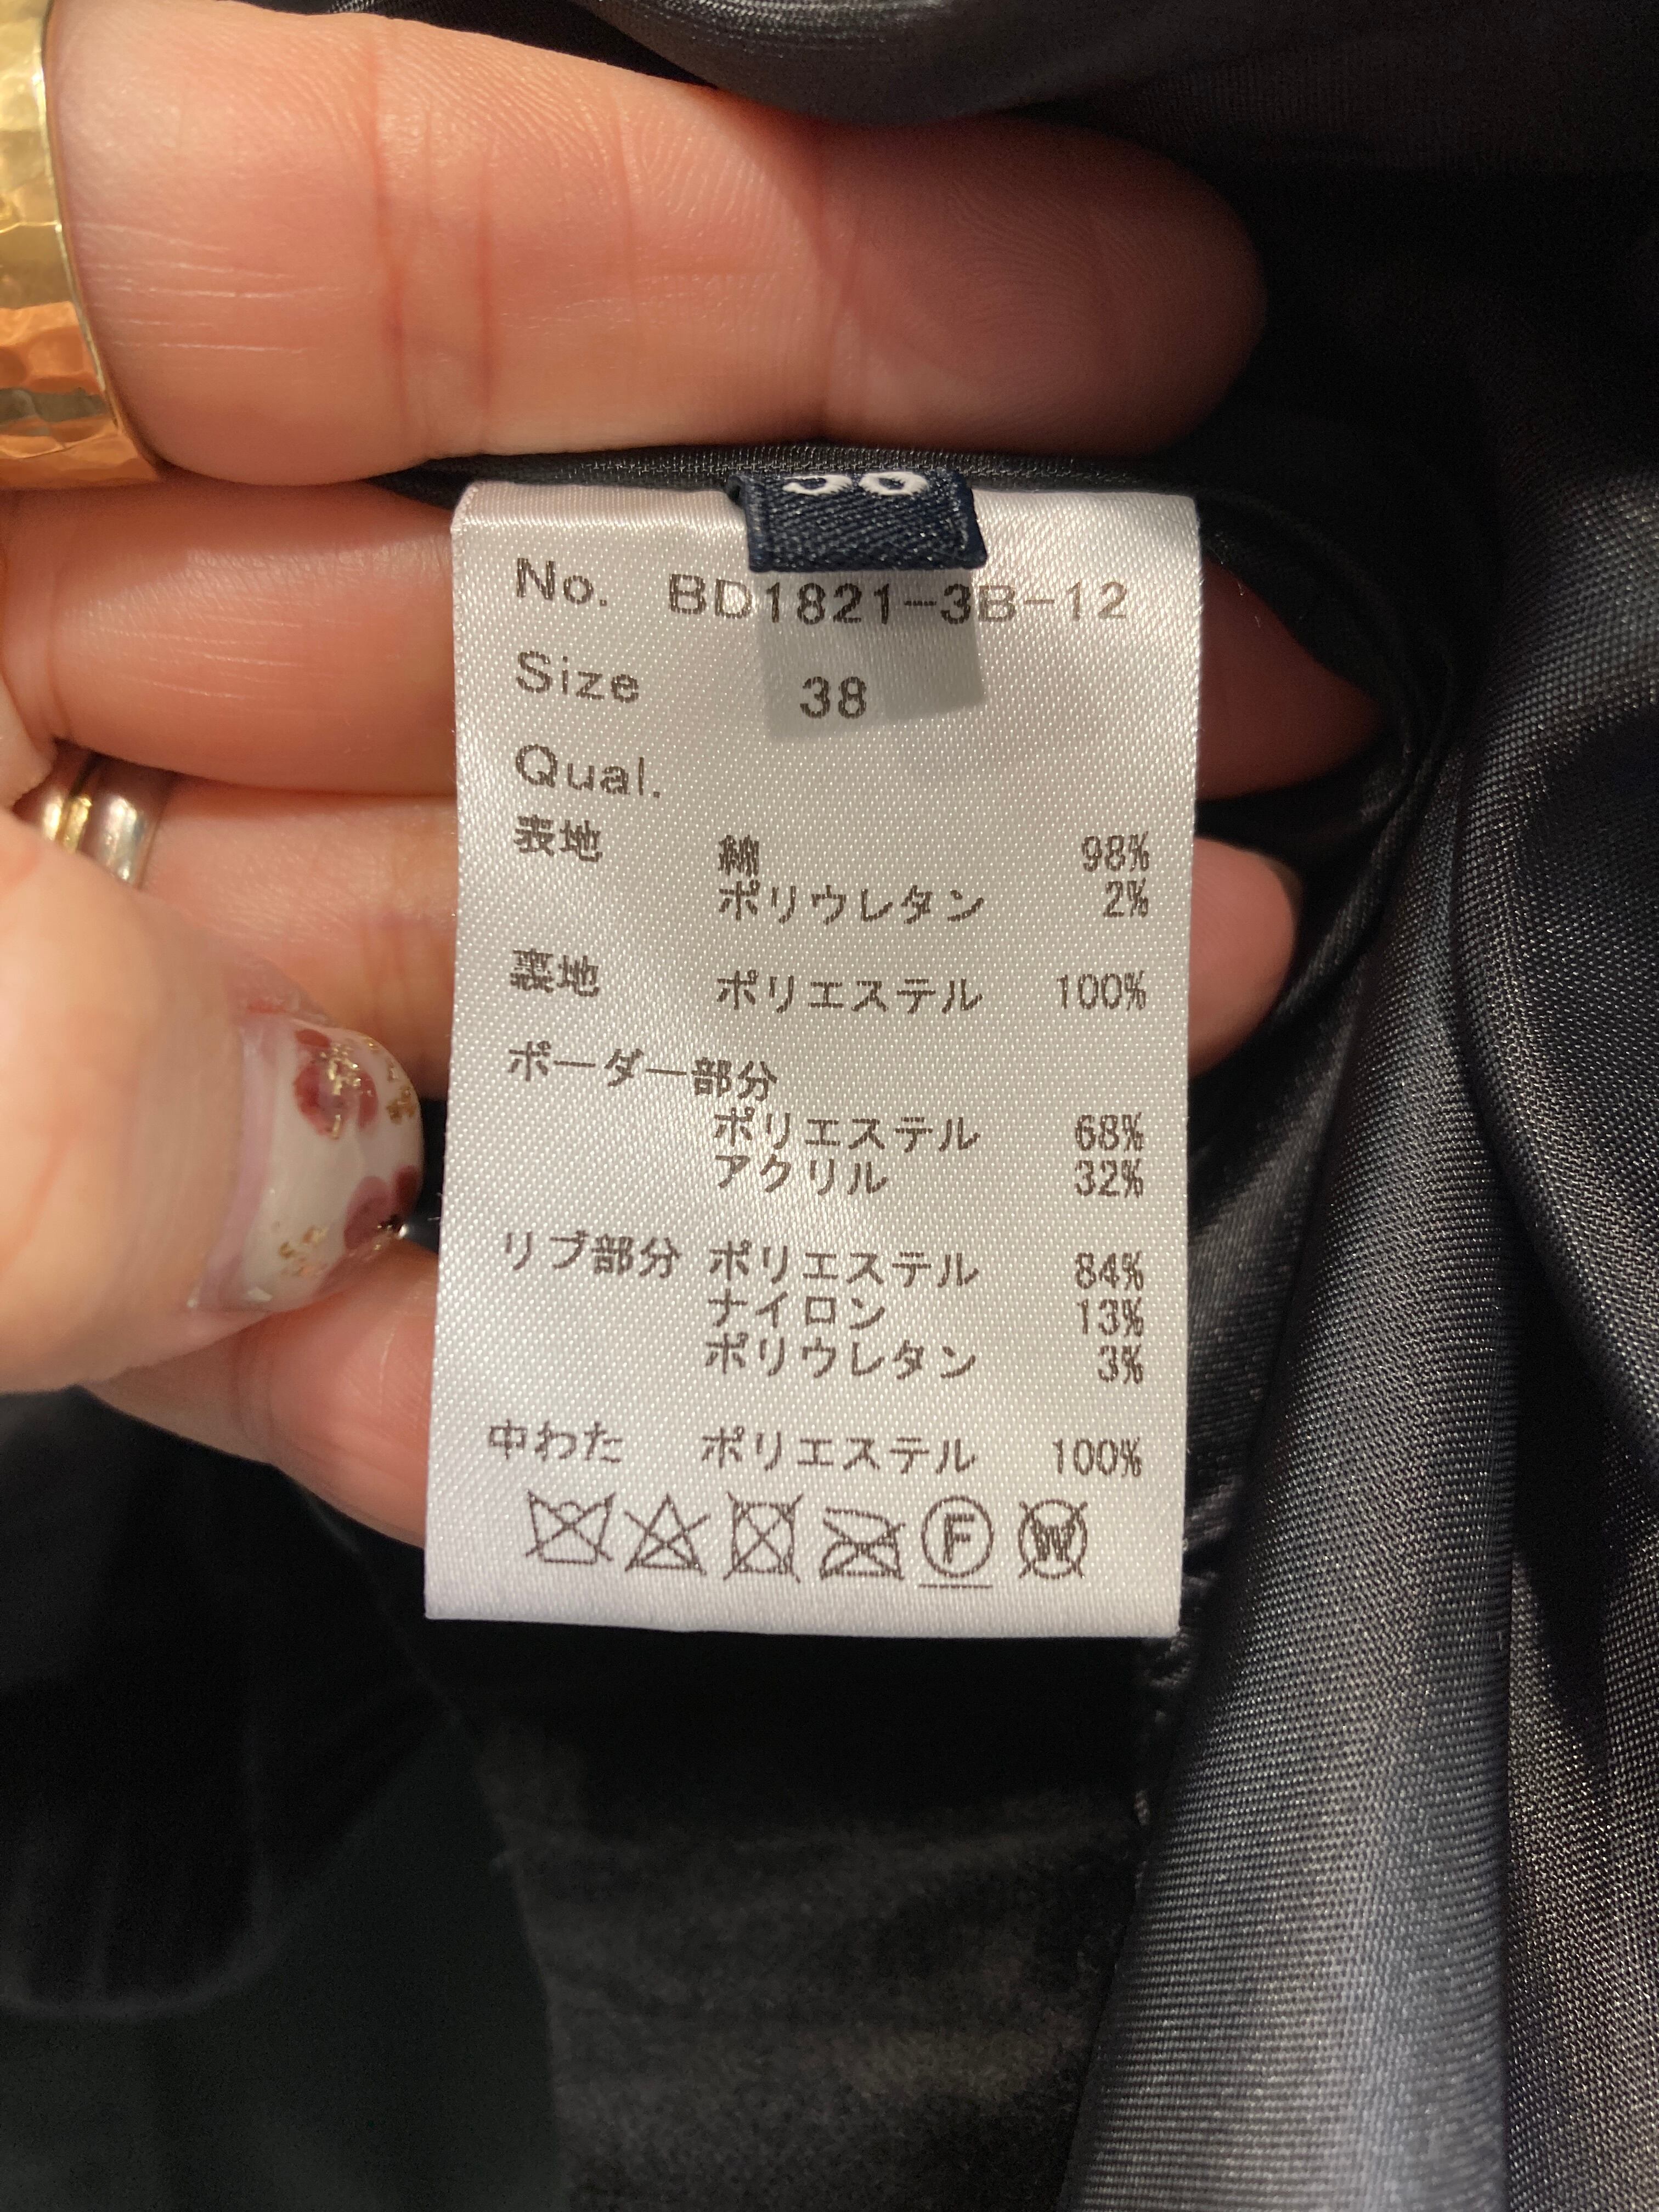 38
No. BD1821-3B-12
Size 38
Qual.
表地 綿 98%
ポリウレタン 2%
裏地 ポリエステル 100%
ボーダー部分
ポリエステル 68%
アクリル 32%
リブ部分 ポリエステル 84%
ナイロン 13%
ポリウレタン 3%
中わた ポリエステル 100%
F W